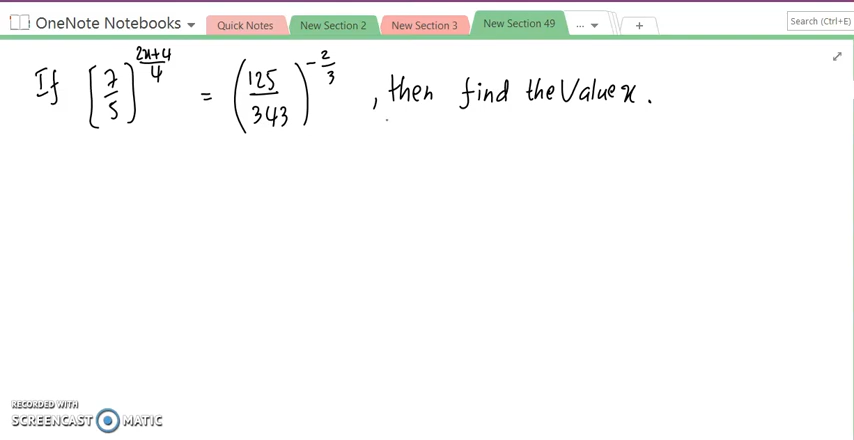 OneNote Notebooks Quick Notes New Section 2 New Section 3 New Section 49 ... + Search (Ctrl+E)
If [7/5]^((2x+4)/4) = (125/343)^(-2/3), then find the Value x.
RECORDED WITH
SCREENCAST MATIC